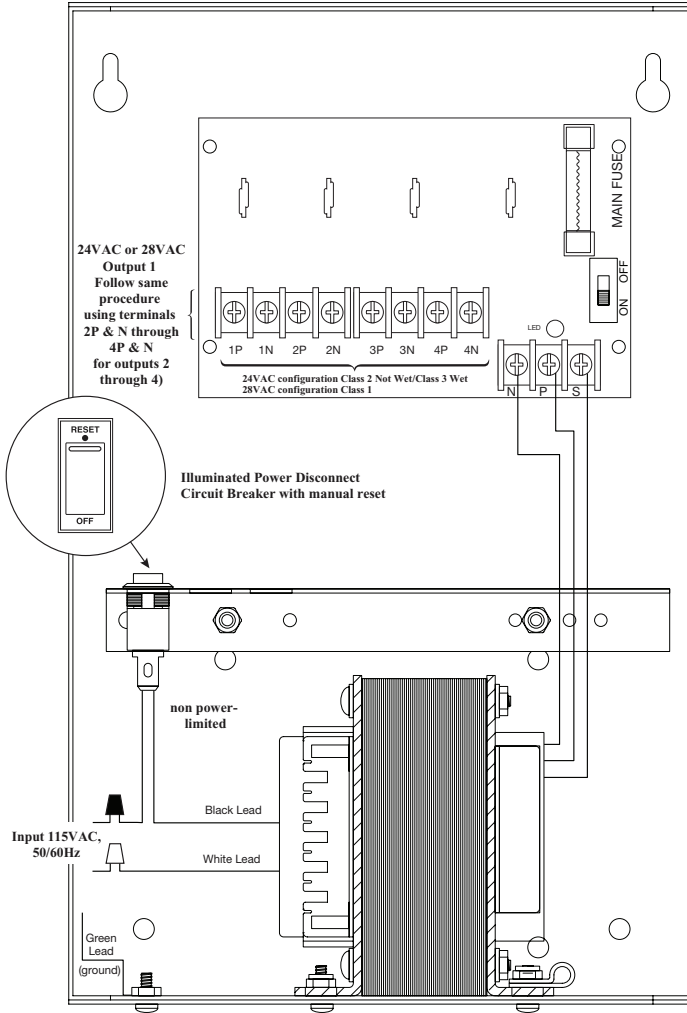 MAIN FUSE
OFF
ON
24VAC or 28VAC
Output 1
Follow same
procedure
using terminals
2P & N through
4P & N
for outputs 2
through 4)
LED
1P 1N 2P 2N 3P 3N 4P 4N
24VAC configuration Class 2 Not Wet/Class 3 Wet
28VAC configuration Class 1
N P S
RESET
OFF
Illuminated Power Disconnect
Circuit Breaker with manual reset
non power-
limited
Black Lead
Input 115VAC,
50/60Hz
White Lead
Green
Lead
(ground)